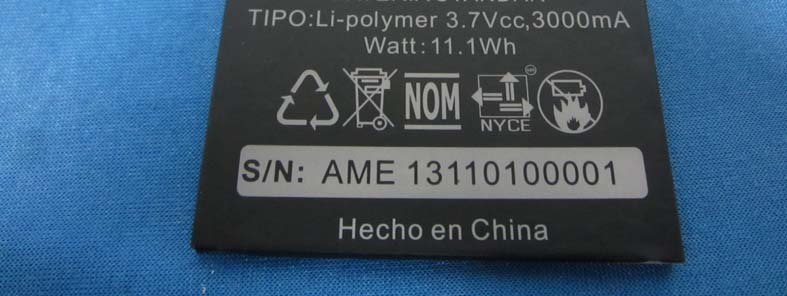 TIPO:Li-polymer 3.7Vcc,3000mA
Watt:11.1Wh
NOM
NYCE
S/N: AME 13110100001
Hecho en China